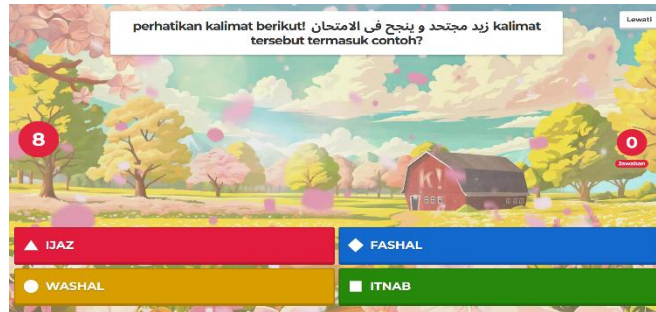 perhatikan kalimat berikut! زيد مجتحد و ينجح فى الامتحان kalimat
tersebut termasuk contoh?
Lewati
8
0
Jawaban
k!
IJAZ
FASHAL
WASHAL
ITNAB